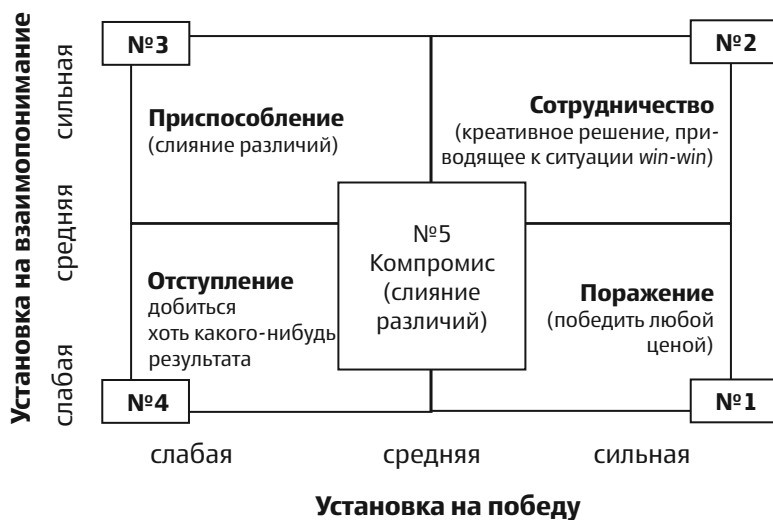 Установка на взаимопонимание
сильная
средняя
слабая
№3
№2
Приспособление
(слияние различий)
Сотрудничество
(креативное решение, при-
водящее к ситуации win-win)
№5
Компромис
(слияние
различий)
Отступление
добиться
хоть какого-нибудь
результата
Поражение
(победить любой
ценой)
№4
№1
слабая
средняя
сильная
Установка на победу